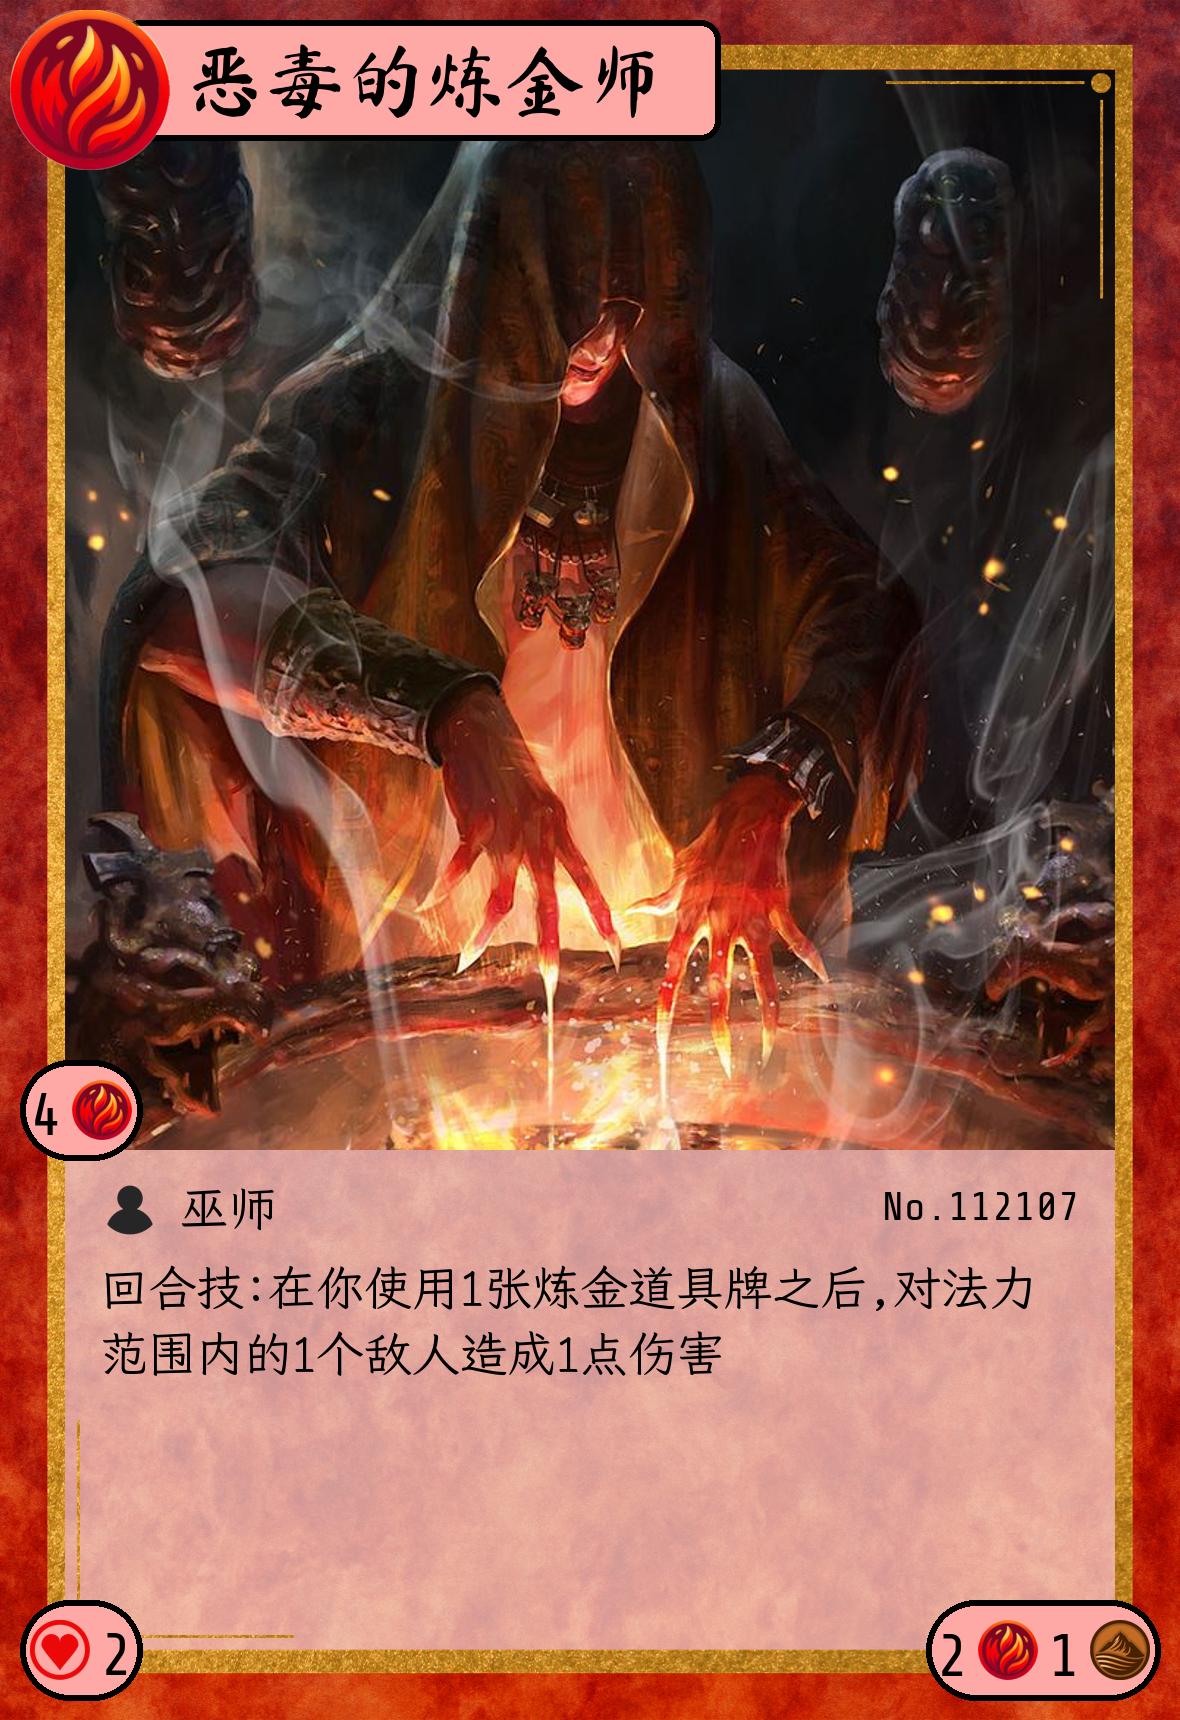 恶毒的炼金师
4
巫师
No.112107
回合技:在你使用1张炼金道具牌之后,对法力
范围内的1个敌人造成1点伤害
2
2 1